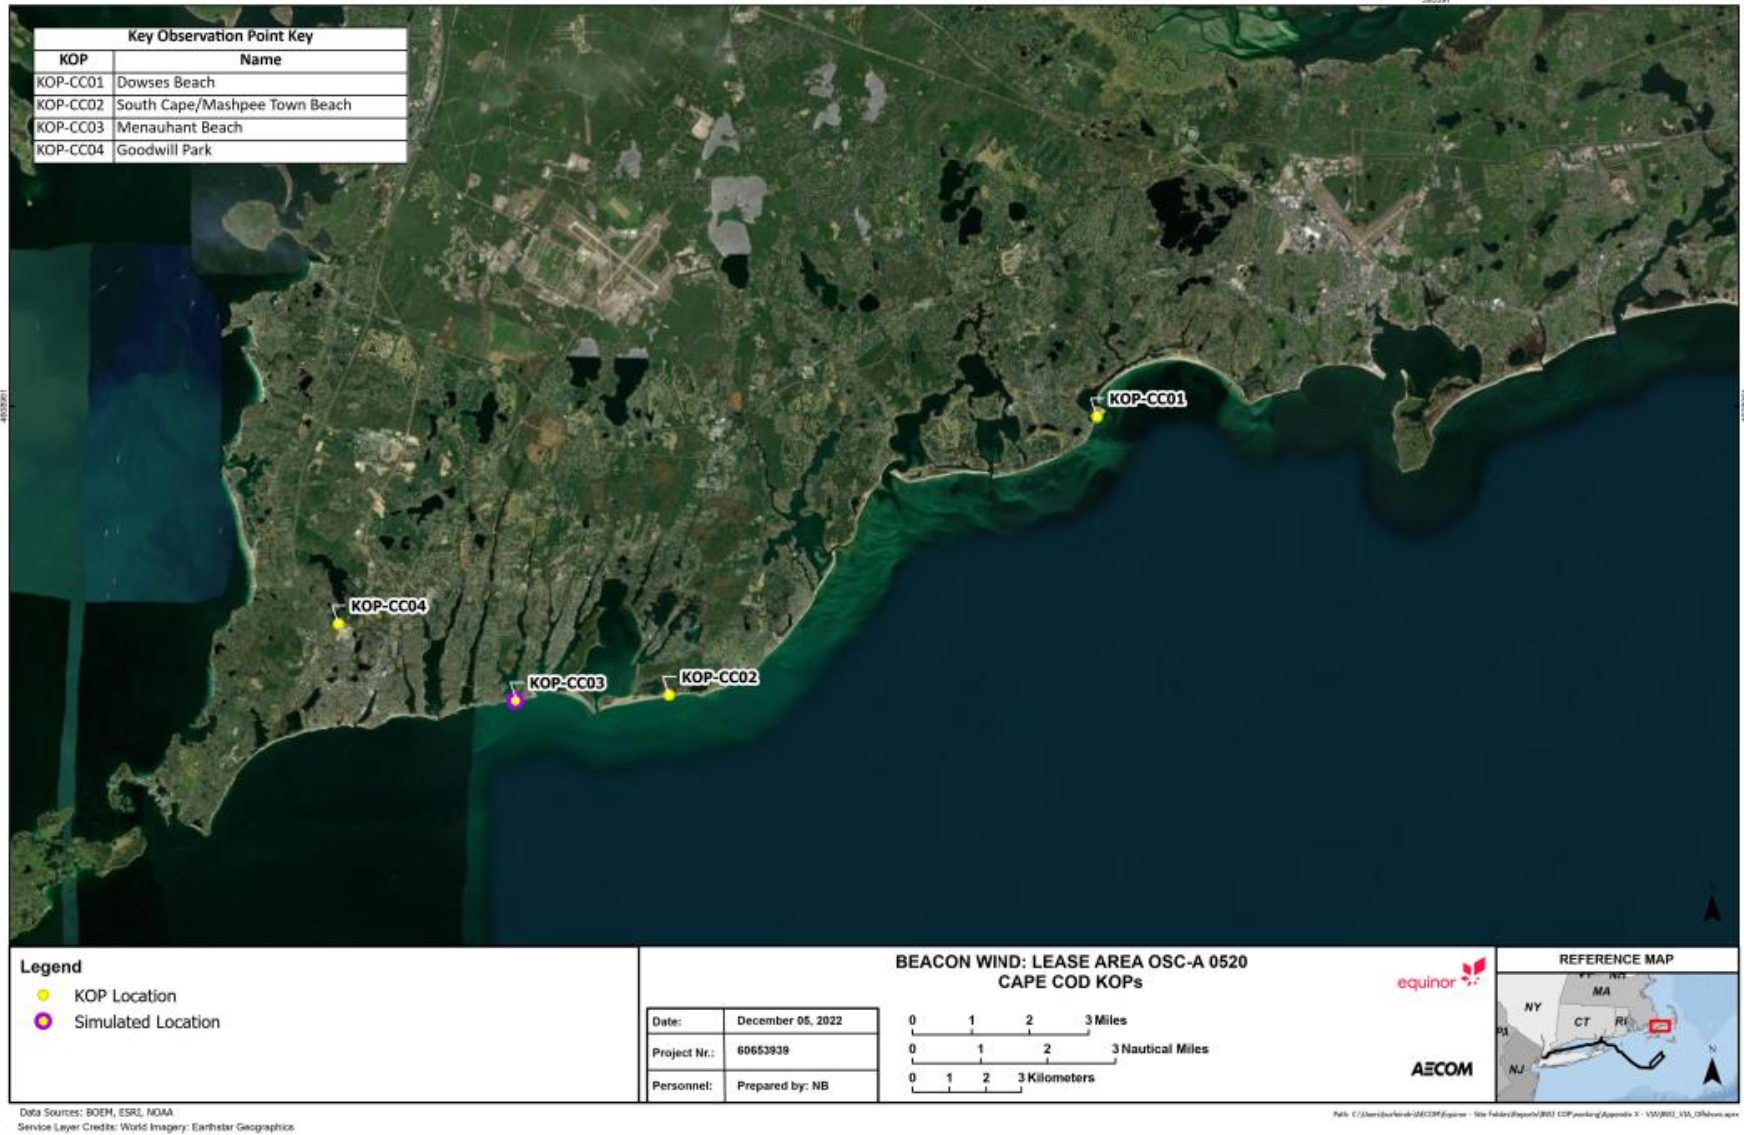 Key Observation Point Key
KOP Name
KOP-CC01 Dowses Beach
KOP-CC02 South Cape/Mashpee Town Beach
KOP-CC03 Menauhant Beach
KOP-CC04 Goodwill Park
KOP-CC01
KOP-CC04
KOP-CC03
KOP-CC02
N
Legend
KOP Location
Simulated Location
BEACON WIND: LEASE AREA OSC-A 0520
CAPE COD KOPs
Date: December 05, 2022
Project Nr.: 60653939
Personnel: Prepared by: NB
0 1 2 3 Miles
0 1 2 3 Nautical Miles
0 1 2 3 Kilometers
equinor
AECOM
REFERENCE MAP
VT NH
MA
NY
CT RI
PA
NJ
N
Data Sources: BOEM, ESRI, NOAA
Service Layer Credits: World Imagery: Earthstar Geographics